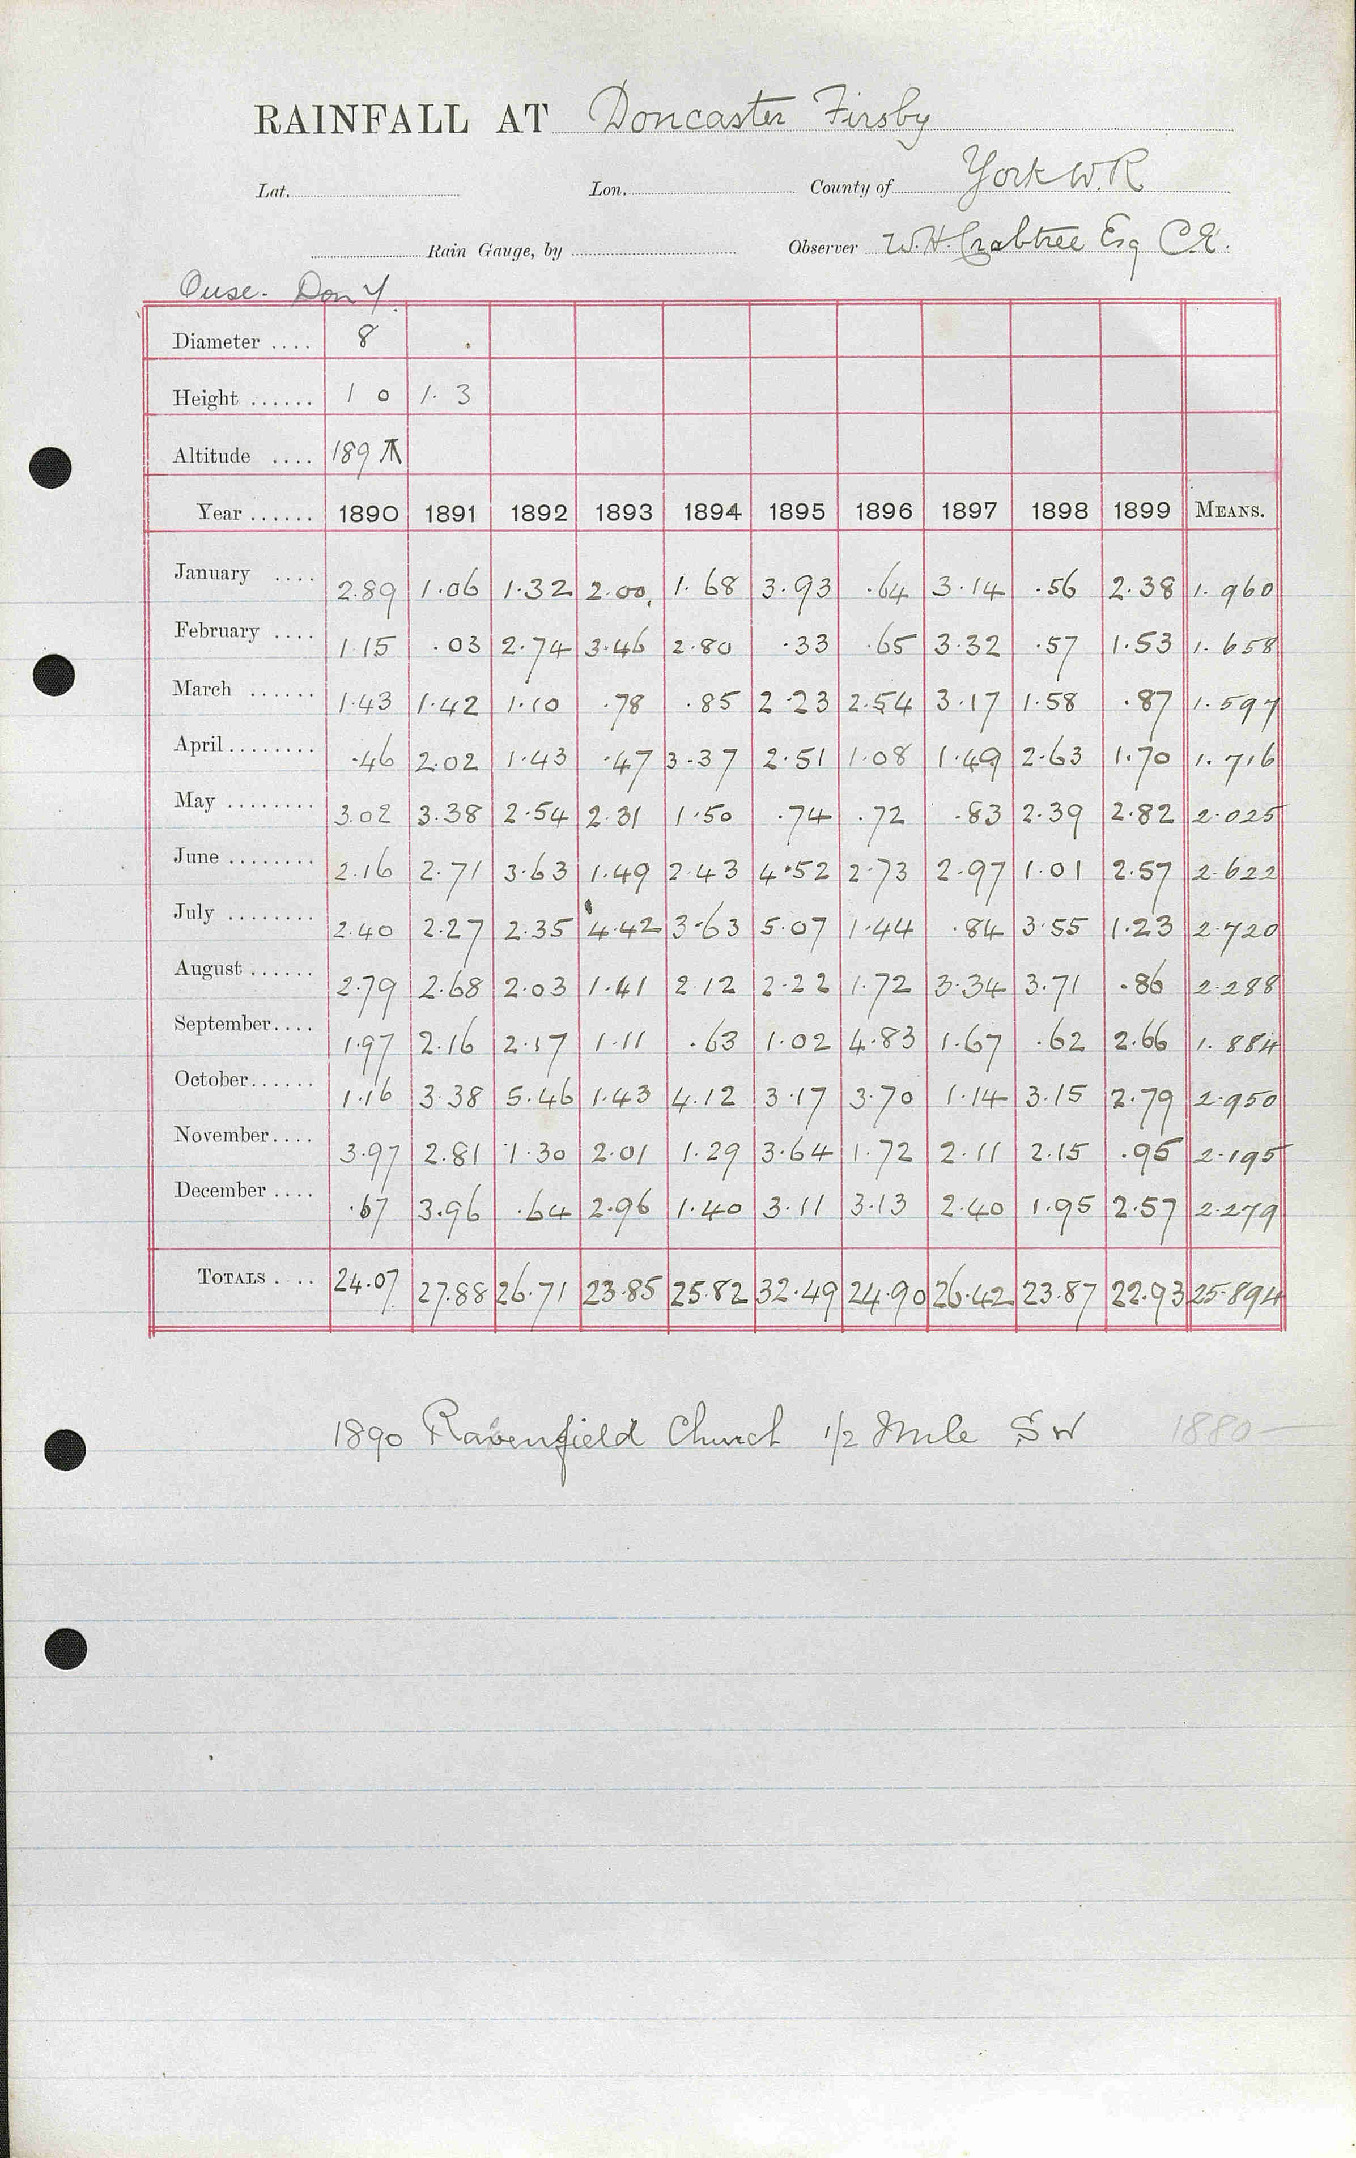 RAINFALL AT Doncaster Firsby
Lat. Lon. County of York W.R
Rain Gauge, by Observer W.H. Crabtree Esq C.E.
Ouse. Don Y.
Diameter .... 8
Height ...... 1 0 1. 3
Altitude .... 189
Year ...... 1890 1891 1892 1893 1894 1895 1896 1897 1898 1899 MEANS.
January .... 2.89 1.06 1.32 2.00 1.68 3.93 .64 3.14 .56 2.38 1.960
February .... 1.15 .03 2.74 3.46 2.80 .33 .65 3.32 .57 1.53 1.658
March ...... 1.43 1.42 1.10 .78 .85 2.23 2.54 3.17 1.58 .87 1.597
April ........ .46 2.02 1.43 .47 3.37 2.51 1.08 1.49 2.63 1.70 1.716
May ........ 3.02 3.38 2.54 2.31 1.50 .74 .72 .83 2.39 2.82 2.025
June ........ 2.16 2.71 3.63 1.49 2.43 4.52 2.73 2.97 1.01 2.57 2.622
July ........ 2.40 2.27 2.35 4.42 3.63 5.07 1.44 .84 3.55 1.23 2.720
August ...... 2.79 2.68 2.03 1.41 2.12 2.22 1.72 3.34 3.71 .86 2.288
September .... 1.97 2.16 2.17 1.11 .63 1.02 4.83 1.67 .62 2.66 1.884
October ...... 1.16 3.38 5.46 1.43 4.12 3.17 3.70 1.14 3.15 2.79 2.950
November .... 3.97 2.81 1.30 2.01 1.29 3.64 1.72 2.11 2.15 .95 2.195
December .... .67 3.96 .64 2.96 1.40 3.11 3.13 2.40 1.95 2.57 2.279
TOTALS .... 24.07 27.88 26.71 23.85 25.82 32.49 24.90 26.42 23.87 22.93 25.894
1890 Ravenfield Church 1/2 Mile SW 1880-